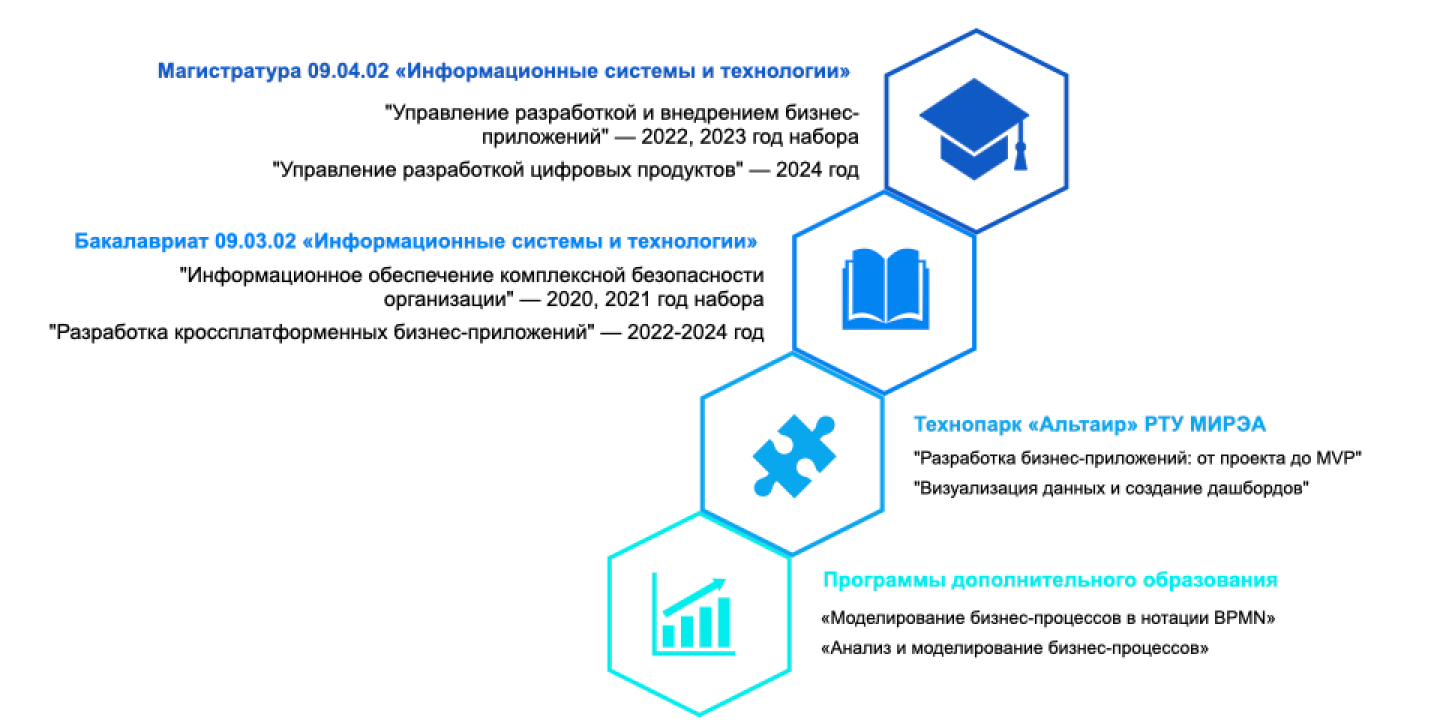 Магистратура 09.04.02 «Информационные системы и технологии»
"Управление разработкой и внедрением бизнес-
приложений" — 2022, 2023 год набора
"Управление разработкой цифровых продуктов" — 2024 год
Бакалавриат 09.03.02 «Информационные системы и технологии»
"Информационное обеспечение комплексной безопасности
организации" — 2020, 2021 год набора
"Разработка кроссплатформенных бизнес-приложений" — 2022-2024 год
Технопарк «Альтаир» РТУ МИРЭА
"Разработка бизнес-приложений: от проекта до MVP"
"Визуализация данных и создание дашбордов"
Программы дополнительного образования
«Моделирование бизнес-процессов в нотации BPMN»
«Анализ и моделирование бизнес-процессов»